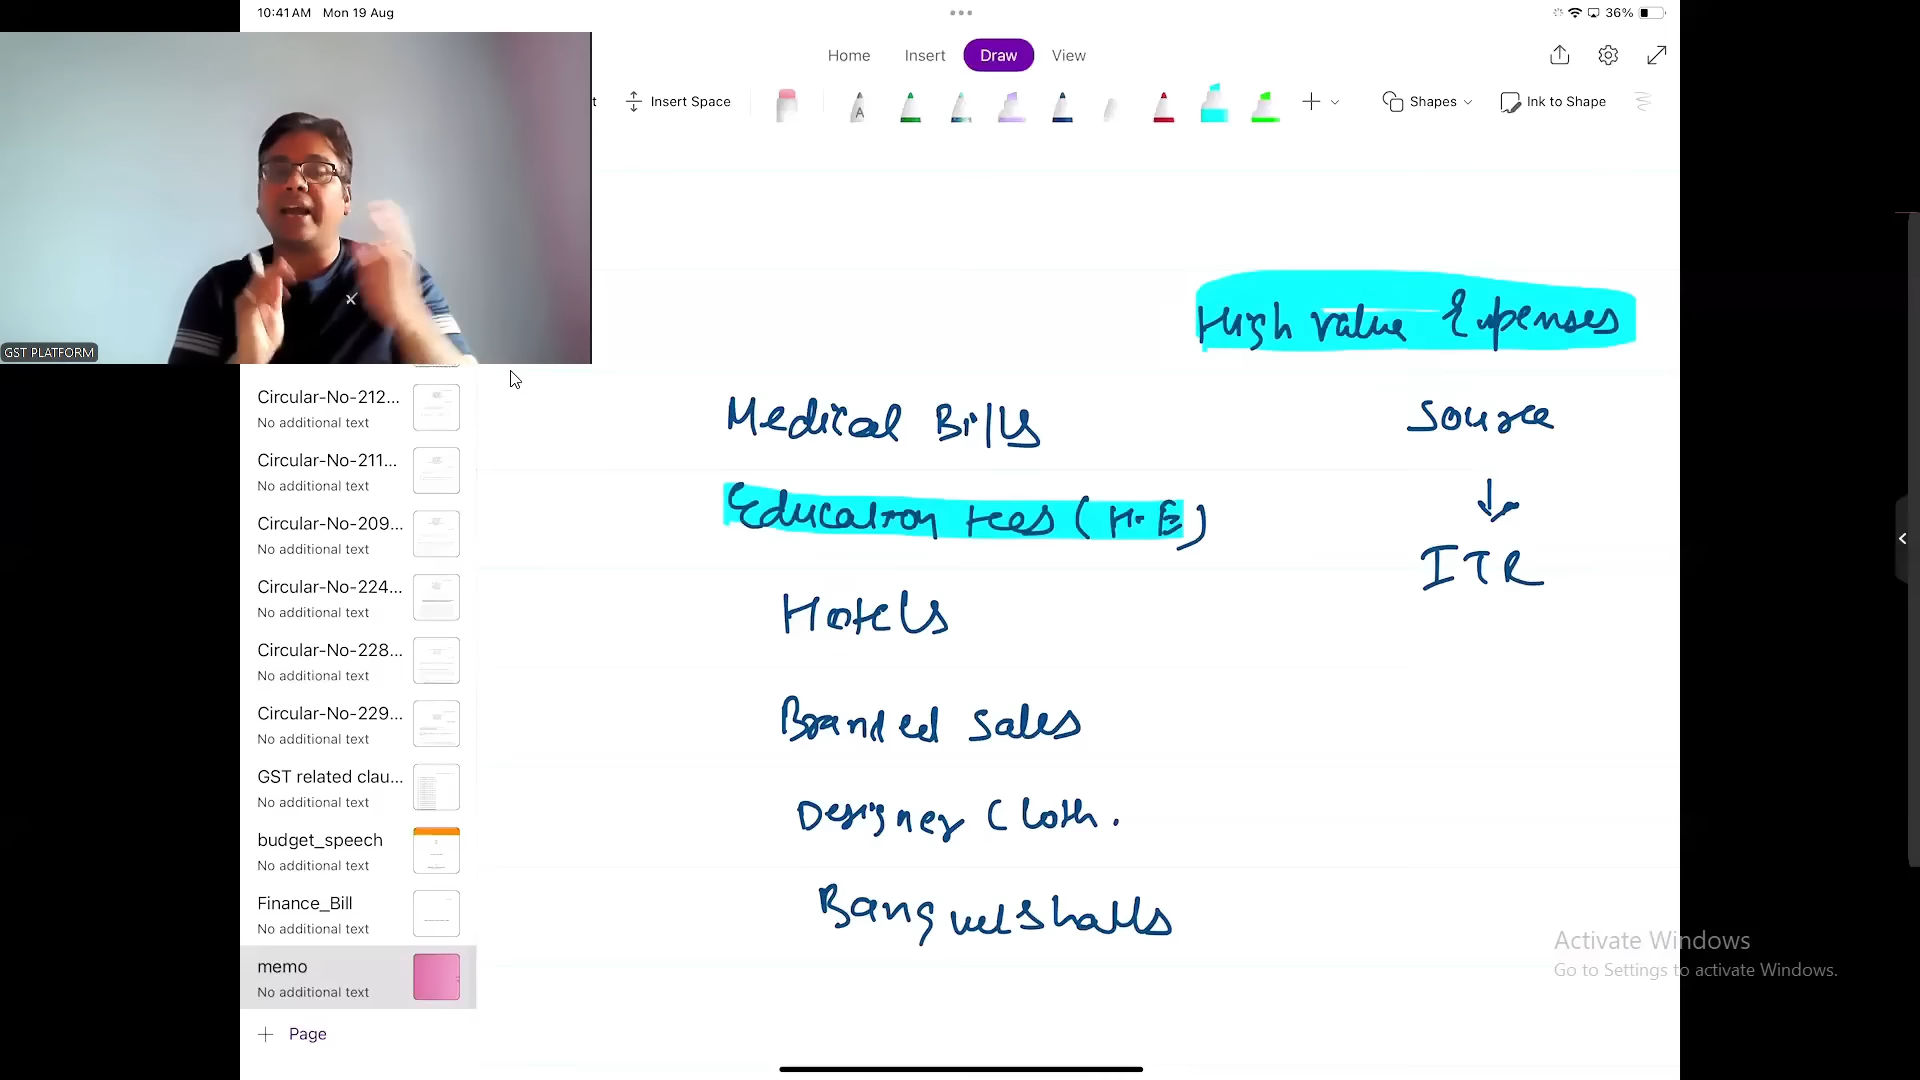 10:41 AM Mon 19 Aug
36%
Home Insert Draw View
t Insert Space
A
Shapes
Ink to Shape
GST PLATFORM
Circular-No-212...
No additional text
Circular-No-211...
No additional text
Circular-No-209...
No additional text
Circular-No-224...
No additional text
Circular-No-228...
No additional text
Circular-No-229...
No additional text
GST related clau...
No additional text
budget_speech
No additional text
Finance_Bill
No additional text
memo
No additional text
Page
High value Expenses
Medical Bills
Source
Education fees (H.E)
ITR
Hotels
Branded Sales
Designer Cloth.
Banquets halls
Activate Windows
Go to Settings to activate Windows.